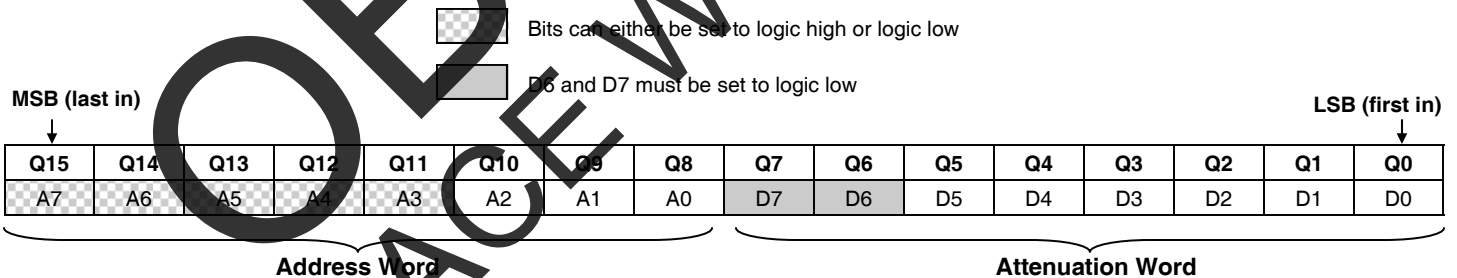 Bits can either be set to logic high or logic low
D6 and D7 must be set to logic low
MSB (last in)
LSB (first in)
Q15 Q14 Q13 Q12 Q11 Q10 Q9 Q8 Q7 Q6 Q5 Q4 Q3 Q2 Q1 Q0
A7 A6 A5 A4 A3 A2 A1 A0 D7 D6 D5 D4 D3 D2 D1 D0
Address Word
Attenuation Word